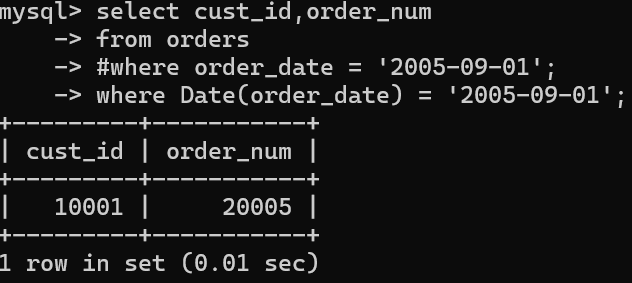 mysql> select cust_id,order_num
    -> from orders
    -> #where order_date = '2005-09-01';
    -> where Date(order_date) = '2005-09-01';
+---------+-----------+
| cust_id | order_num |
+---------+-----------+
|   10001 |     20005 |
+---------+-----------+
1 row in set (0.01 sec)